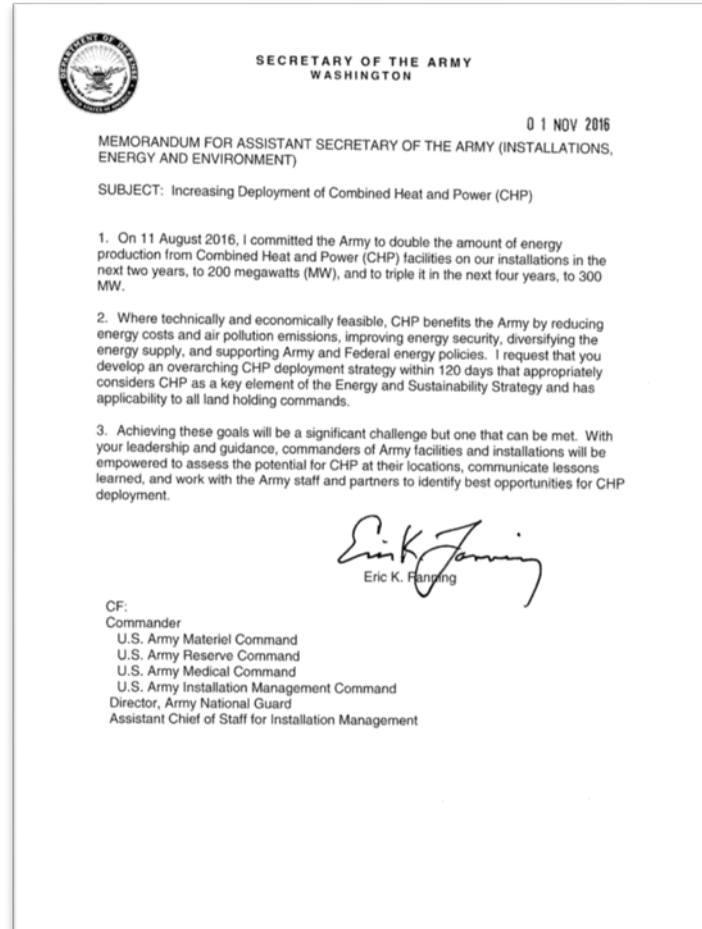 DEPARTMENT OF DEFENSE
UNITED STATES OF AMERICA
SECRETARY OF THE ARMY
WASHINGTON
0 1 NOV 2016
MEMORANDUM FOR ASSISTANT SECRETARY OF THE ARMY (INSTALLATIONS,
ENERGY AND ENVIRONMENT)
SUBJECT: Increasing Deployment of Combined Heat and Power (CHP)
1. On 11 August 2016, I committed the Army to double the amount of energy
production from Combined Heat and Power (CHP) facilities on our installations in the
next two years, to 200 megawatts (MW), and to triple it in the next four years, to 300
MW.
2. Where technically and economically feasible, CHP benefits the Army by reducing
energy costs and air pollution emissions, improving energy security, diversifying the
energy supply, and supporting Army and Federal energy policies. I request that you
develop an overarching CHP deployment strategy within 120 days that appropriately
considers CHP as a key element of the Energy and Sustainability Strategy and has
applicability to all land holding commands.
3. Achieving these goals will be a significant challenge but one that can be met. With
your leadership and guidance, commanders of Army facilities and installations will be
empowered to assess the potential for CHP at their locations, communicate lessons
learned, and work with the Army staff and partners to identify best opportunities for CHP
deployment.
Eric K. Fanning
Eric K. Fanning
CF:
Commander
U.S. Army Materiel Command
U.S. Army Reserve Command
U.S. Army Medical Command
U.S. Army Installation Management Command
Director, Army National Guard
Assistant Chief of Staff for Installation Management